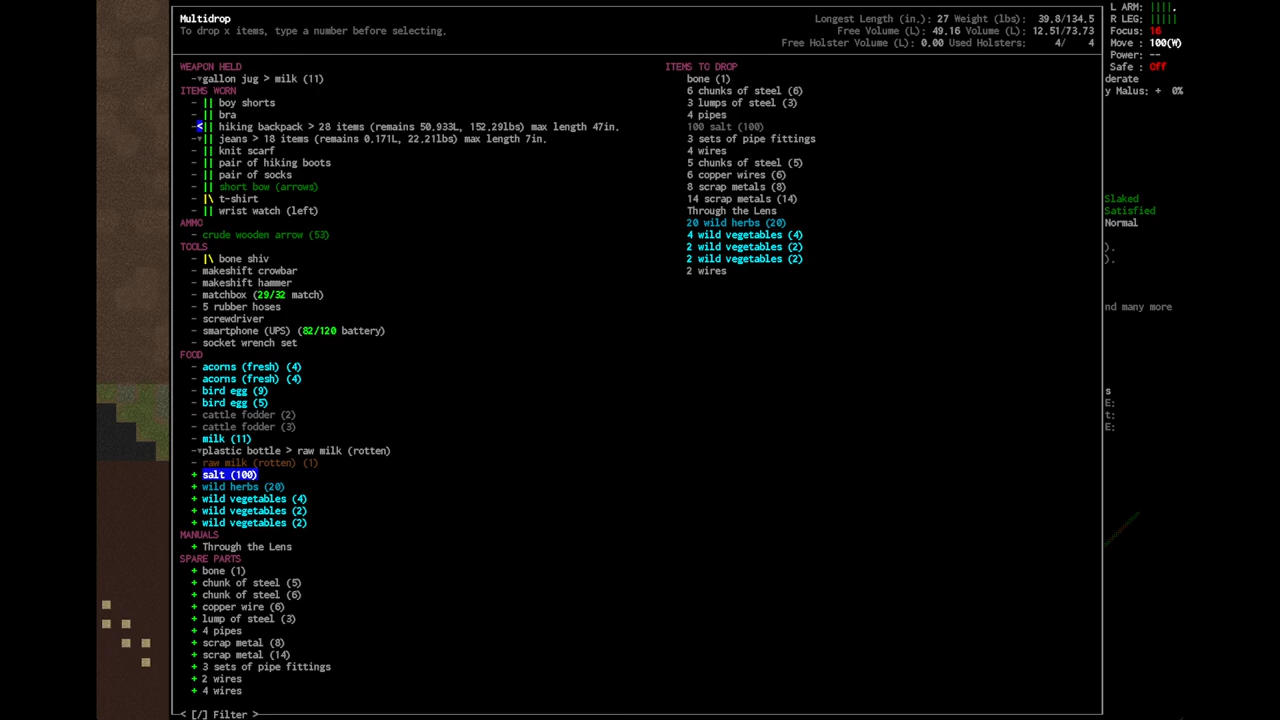 Multidrop
To drop x items, type a number before selecting.
Longest Length (in.): 27 Weight (lbs): 39.8/134.5
Free Volume (L): 49.16 Volume (L): 12.51/73.73
Free Holster Volume (L): 0.00 Used Holsters: 4/ 4
WEAPON HELD
-▾gallon jug > milk (11)
ITEMS WORN
- || boy shorts
- || bra
-<|| hiking backpack > 28 items (remains 50.933L, 152.29lbs) max length 47in.
-▾|| jeans > 18 items (remains 0.171L, 22.21lbs) max length 7in.
- || knit scarf
- || pair of hiking boots
- || pair of socks
- || short bow (arrows)
- |\ t-shirt
- || wrist watch (left)
AMMO
- crude wooden arrow (53)
TOOLS
- |\ bone shiv
- makeshift crowbar
- makeshift hammer
- matchbox (29/32 match)
- 5 rubber hoses
- screwdriver
- smartphone (UPS) (82/120 battery)
- socket wrench set
FOOD
- acorns (fresh) (4)
- acorns (fresh) (4)
- bird egg (9)
- bird egg (5)
- cattle fodder (2)
- cattle fodder (3)
- milk (11)
-▾plastic bottle > raw milk (rotten)
- raw milk (rotten) (1)
+ salt (100)
+ wild herbs (20)
+ wild vegetables (4)
+ wild vegetables (2)
+ wild vegetables (2)
MANUALS
+ Through the Lens
SPARE PARTS
+ bone (1)
+ chunk of steel (5)
+ chunk of steel (6)
+ copper wire (6)
+ lump of steel (3)
+ 4 pipes
+ scrap metal (8)
+ scrap metal (14)
+ 3 sets of pipe fittings
+ 2 wires
+ 4 wires
< [/] Filter >
ITEMS TO DROP
bone (1)
6 chunks of steel (6)
3 lumps of steel (3)
4 pipes
100 salt (100)
3 sets of pipe fittings
4 wires
5 chunks of steel (5)
6 copper wires (6)
8 scrap metals (8)
14 scrap metals (14)
Through the Lens
20 wild herbs (20)
4 wild vegetables (4)
2 wild vegetables (2)
2 wild vegetables (2)
2 wires
L ARM: ||||.
R LEG: |||||
Focus: 16
Move : 100(W)
Power: --
Safe : Off
derate
y Malus: + 0%
Slaked
Satisfied
Normal
).
).
nd many more
s
E:
t:
E: